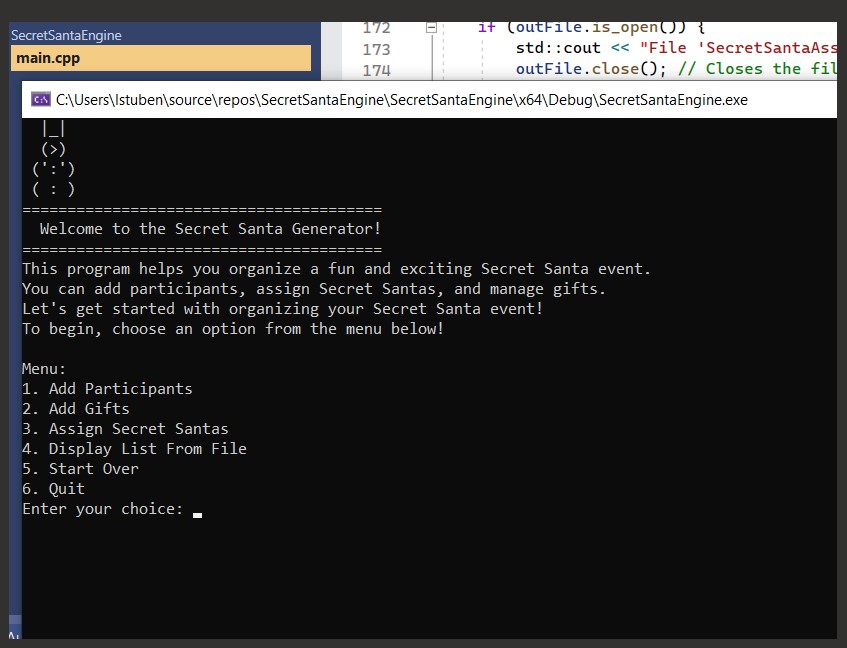 SecretSantaEngine
main.cpp
172 if (outFile.is_open()) {
173 std::cout << "File 'SecretSantaAss
174 outFile.close(); // Closes the fil
C:\Users\lstuben\source\repos\SecretSantaEngine\SecretSantaEngine\x64\Debug\SecretSantaEngine.exe
|_|
(>)
(':')
( : )
========================================
Welcome to the Secret Santa Generator!
========================================
This program helps you organize a fun and exciting Secret Santa event.
You can add participants, assign Secret Santas, and manage gifts.
Let's get started with organizing your Secret Santa event!
To begin, choose an option from the menu below!
Menu:
1. Add Participants
2. Add Gifts
3. Assign Secret Santas
4. Display List From File
5. Start Over
6. Quit
Enter your choice: